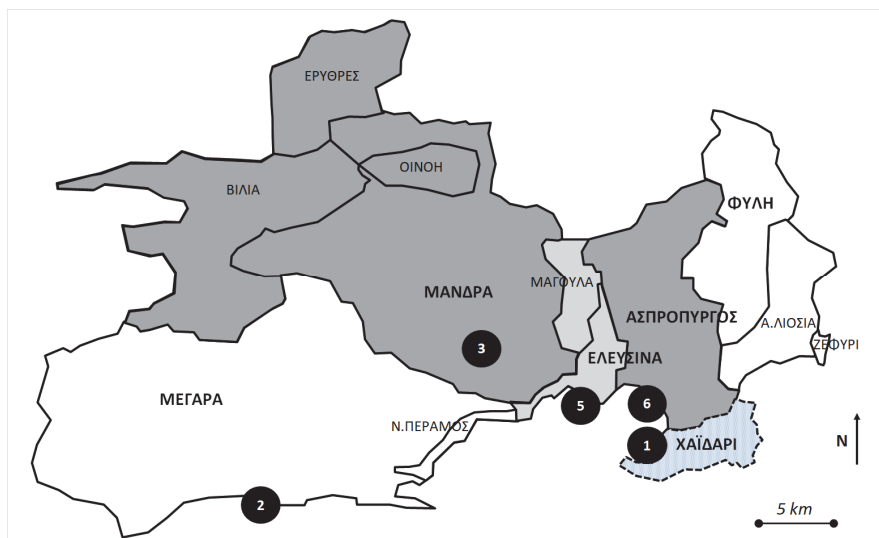 ΕΡΥΘΡΕΣ
ΟΙΝΟΗ
ΒΙΛΙΑ
ΦΥΛΗ
ΜΑΓΟΥΛΑ
ΜΑΝΔΡΑ
ΑΣΠΡΟΠΥΡΓΟΣ
Α.ΛΙΟΣΙΑ
ΖΕΦΥΡΙ
3
ΕΛΕΥΣΙΝΑ
ΜΕΓΑΡΑ
5
6
Ν.ΠΕΡΑΜΟΣ
1
ΧΑΪΔΑΡΙ
N
2
5 km